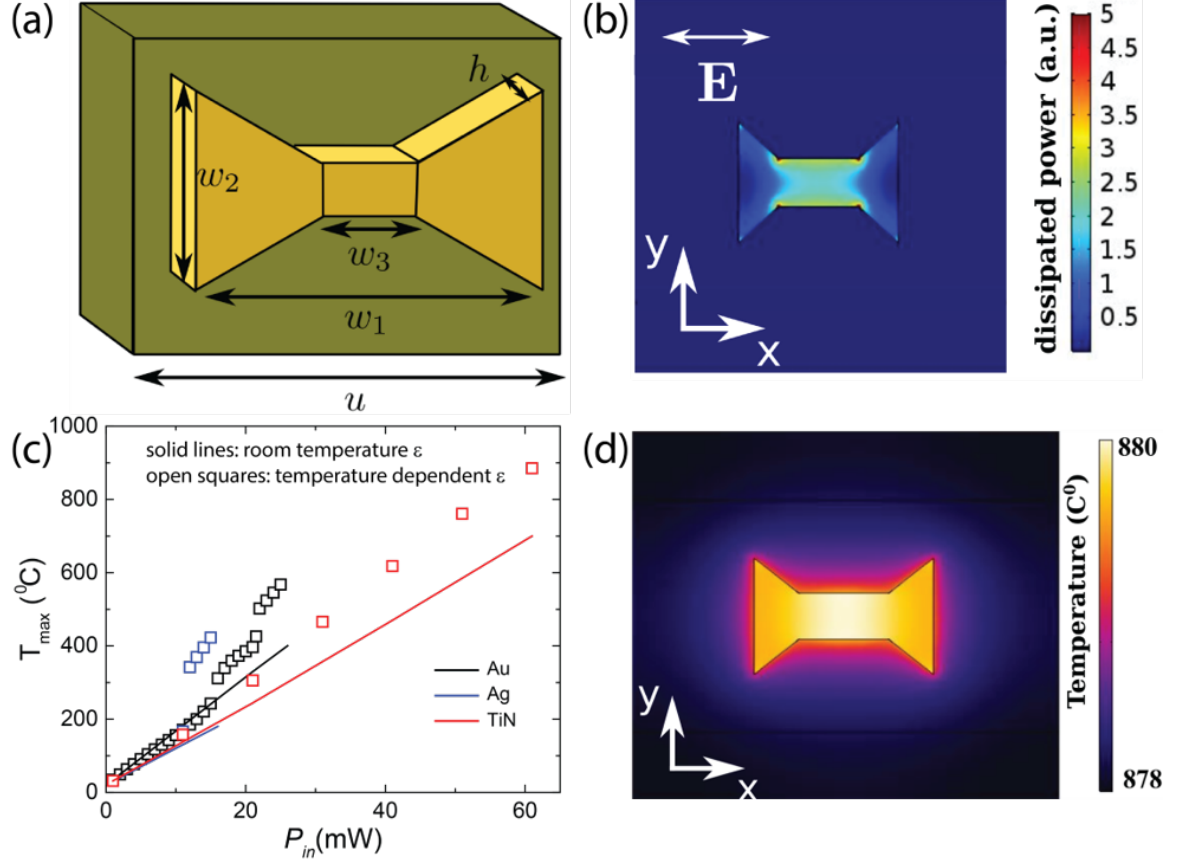 (a)
h
w2
w3
w1
u
(b)
E
y
x
dissipated power (a.u.)
5
4.5
4
3.5
3
2.5
2
1.5
1
0.5
(c)
1000
800
600
400
200
0
Tmax (⁰C)
solid lines: room temperature ε
open squares: temperature dependent ε
Au
Ag
TiN
0 20 40 60
Pin(mW)
(d)
y
x
Temperature (C⁰)
880
878